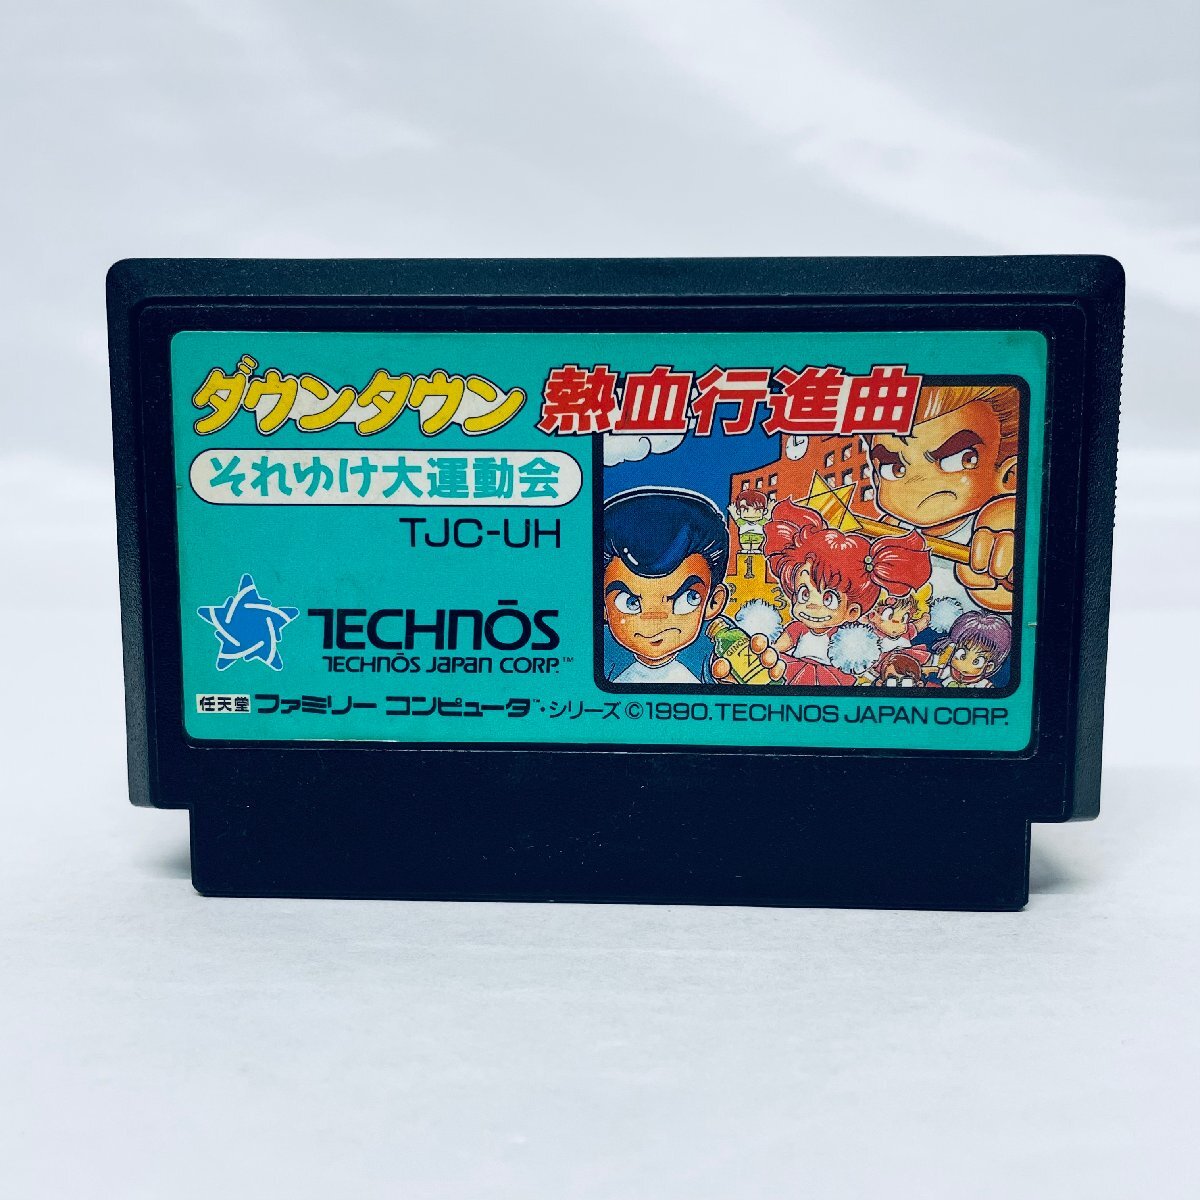 ダウンタウン 熱血行進曲
それゆけ大運動会
TJC-UH
TECHNŌS
TECHNŌS JAPAN CORP.™
任天堂 ファミリー コンピュータ™・シリーズ ©1990. TECHNOS JAPAN CORP.
1
3